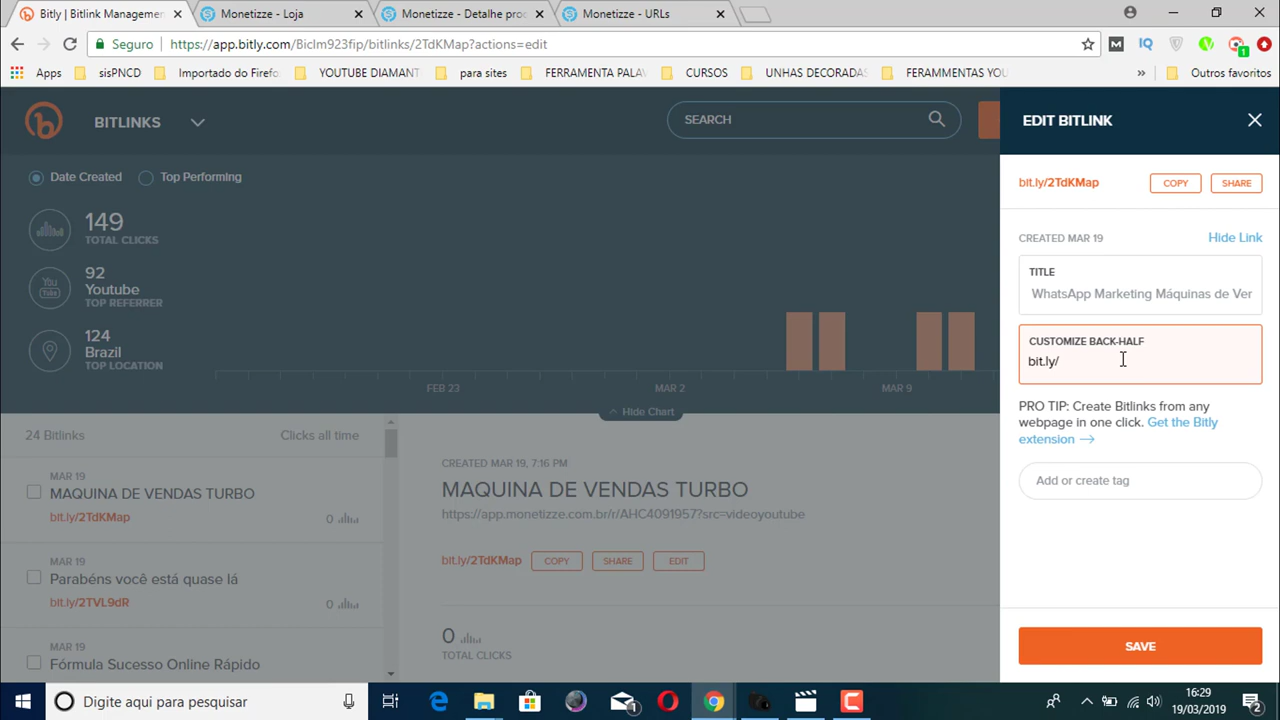 Bitly | Bitlink Managemen
Monetizze - Loja
Monetizze - Detalhe proc
Monetizze - URLs
Seguro
https://app.bitly.com/Biclm923fip/bitlinks/2TdKMap?actions=edit
Apps
sisPNCD
Importado do Firefo
YOUTUBE DIAMANT
para sites
FERRAMENTA PALA
CURSOS
UNHAS DECORADAS
FERAMMENTAS YOU
Outros favoritos
BITLINKS
SEARCH
Date Created
Top Performing
149
TOTAL CLICKS
92
Youtube
TOP REFERRER
124
Brazil
TOP LOCATION
FEB 23
MAR 2
MAR 9
Hide Chart
24 Bitlinks
Clicks all time
MAR 19
MAQUINA DE VENDAS TURBO
bit.ly/2TdKMap
0
MAR 19
Parabéns você está quase lá
bit.ly/2TVL9dR
0
MAR 19
Fórmula Sucesso Online Rápido
CREATED MAR 19, 7:16 PM
MAQUINA DE VENDAS TURBO
https://app.monetizze.com.br/r/AHC4091957?src=videoyoutube
bit.ly/2TdKMap
COPY
SHARE
EDIT
0
TOTAL CLICKS
EDIT BITLINK
bit.ly/2TdKMap
COPY
SHARE
CREATED MAR 19
Hide Link
TITLE
WhatsApp Marketing Máquinas de Ver
CUSTOMIZE BACK-HALF
bit.ly/
PRO TIP: Create Bitlinks from any
webpage in one click. Get the Bitly
extension
Add or create tag
SAVE
Digite aqui para pesquisar
16:29
19/03/2019